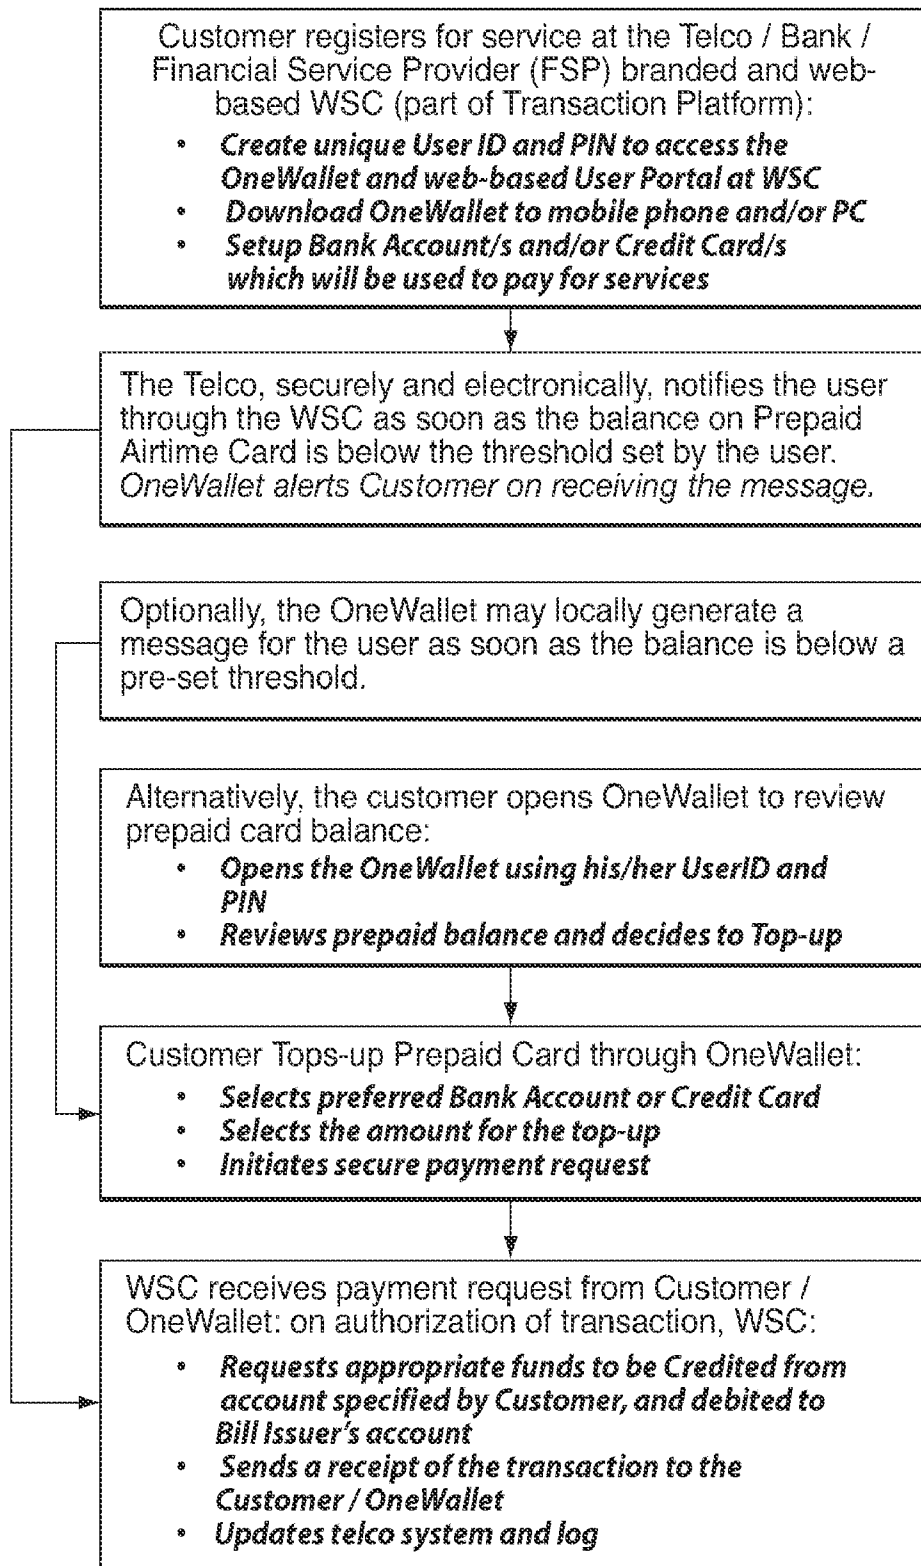 Customer registers for service at the Telco / Bank /
Financial Service Provider (FSP) branded and web-
based WSC (part of Transaction Platform):
• Create unique User ID and PIN to access the
OneWallet and web-based User Portal at WSC
• Download OneWallet to mobile phone and/or PC
• Setup Bank Account/s and/or Credit Card/s
which will be used to pay for services
The Telco, securely and electronically, notifies the user
through the WSC as soon as the balance on Prepaid
Airtime Card is below the threshold set by the user.
OneWallet alerts Customer on receiving the message.
Optionally, the OneWallet may locally generate a
message for the user as soon as the balance is below a
pre-set threshold.
Alternatively, the customer opens OneWallet to review
prepaid card balance:
• Opens the OneWallet using his/her UserID and
PIN
• Reviews prepaid balance and decides to Top-up
Customer Tops-up Prepaid Card through OneWallet:
• Selects preferred Bank Account or Credit Card
• Selects the amount for the top-up
• Initiates secure payment request
WSC receives payment request from Customer /
OneWallet: on authorization of transaction, WSC:
• Requests appropriate funds to be Credited from
account specified by Customer, and debited to
Bill Issuer's account
• Sends a receipt of the transaction to the
Customer / OneWallet
• Updates telco system and log